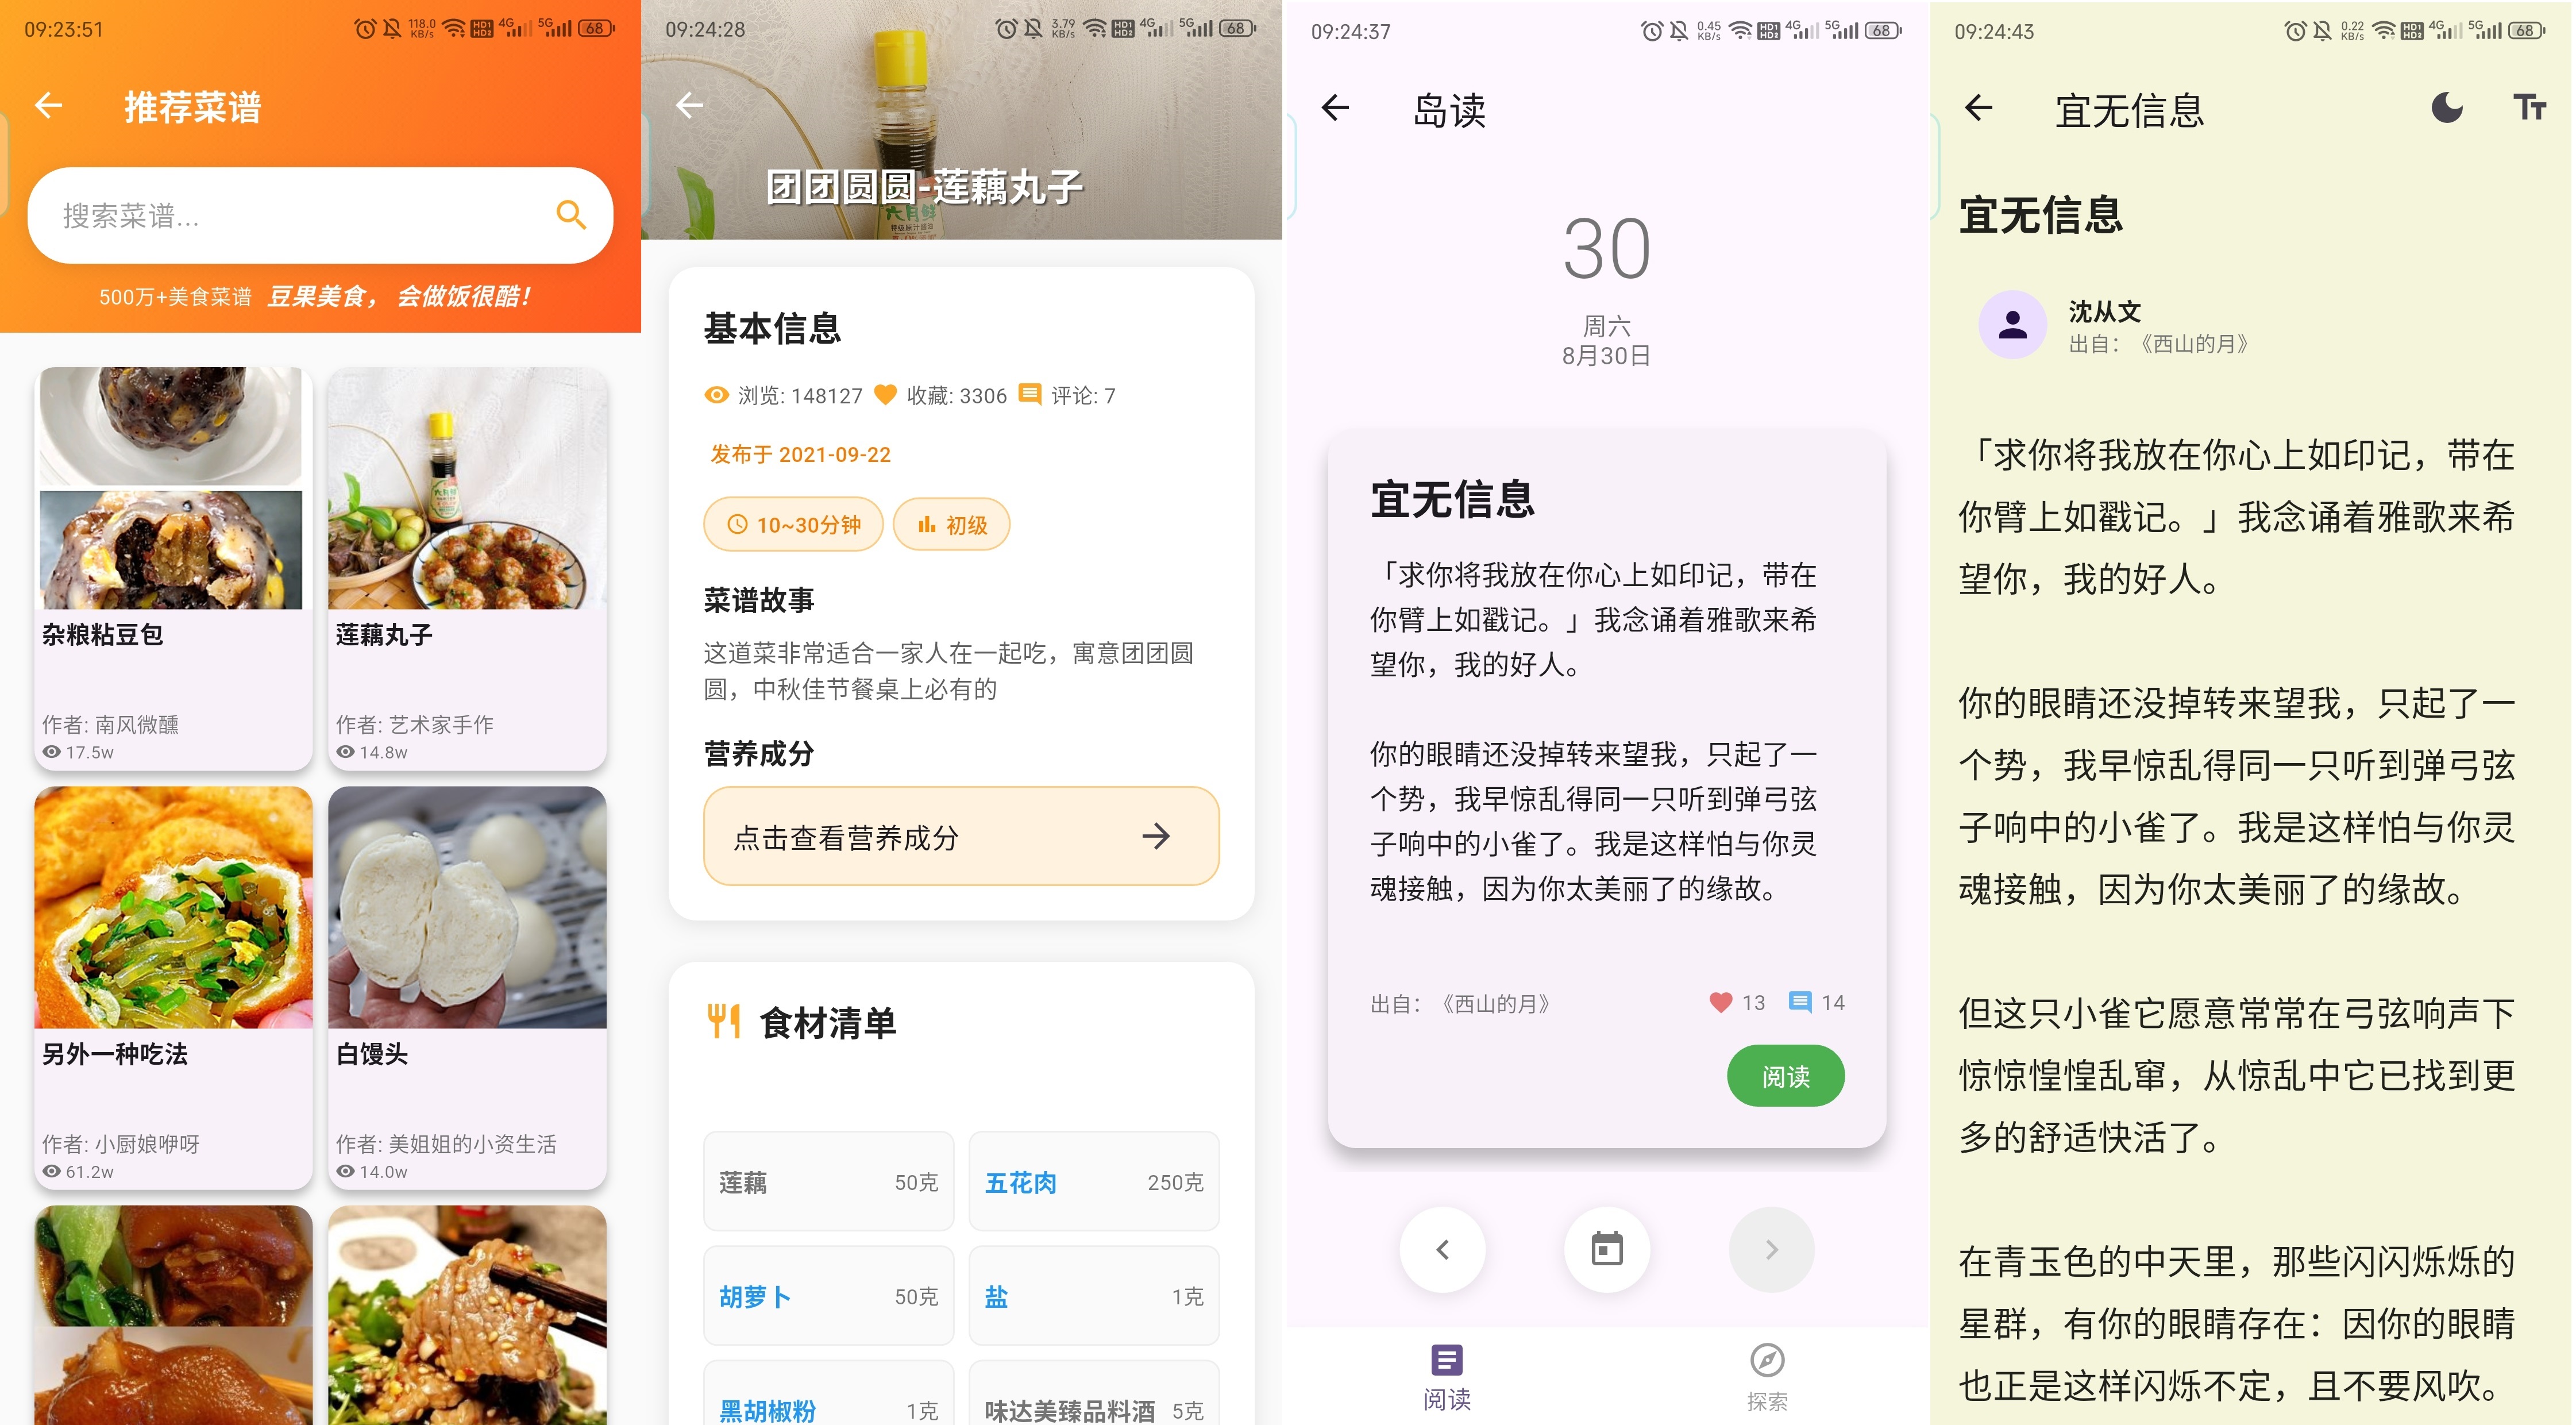 09:23:51
118.0 KB/s
HD1 HD2
4G
5G
68
推荐菜谱
搜索菜谱...
500万+美食菜谱 豆果美食， 会做饭很酷！
杂粮粘豆包
作者: 南风微醺
17.5w
莲藕丸子
作者: 艺术家手作
14.8w
另外一种吃法
作者: 小厨娘咿呀
61.2w
白馒头
作者: 美姐姐的小资生活
14.0w
09:24:28
3.79 KB/s
HD1 HD2
4G
5G
68
团团圆圆-莲藕丸子
六月鲜
特级原汁酱油
基本信息
浏览: 148127 收藏: 3306 评论: 7
发布于 2021-09-22
10~30分钟 初级
菜谱故事
这道菜非常适合一家人在一起吃，寓意团团圆
圆，中秋佳节餐桌上必有的
营养成分
点击查看营养成分
食材清单
莲藕 50克
五花肉 250克
胡萝卜 50克
盐 1克
黑胡椒粉 1克
味达美臻品料酒 5克
09:24:37
0.45 KB/s
HD1 HD2
4G
5G
68
岛读
30
周六
8月30日
宜无信息
「求你将我放在你心上如印记，带在
你臂上如戳记。」我念诵着雅歌来希
望你，我的好人。
你的眼睛还没掉转来望我，只起了一
个势，我早惊乱得同一只听到弹弓弦
子响中的小雀了。我是这样怕与你灵
魂接触，因为你太美丽了的缘故。
出自：《西山的月》 13 14
阅读
阅读
探索
09:24:43
0.22 KB/s
HD1 HD2
4G
5G
68
宜无信息
TT
宜无信息
沈从文
出自：《西山的月》
「求你将我放在你心上如印记，带在
你臂上如戳记。」我念诵着雅歌来希
望你，我的好人。
你的眼睛还没掉转来望我，只起了一
个势，我早惊乱得同一只听到弹弓弦
子响中的小雀了。我是这样怕与你灵
魂接触，因为你太美丽了的缘故。
但这只小雀它愿意常常在弓弦响声下
惊惊惶惶乱窜，从惊乱中它已找到更
多的舒适快活了。
在青玉色的中天里，那些闪闪烁烁的
星群，有你的眼睛存在：因你的眼睛
也正是这样闪烁不定，且不要风吹。